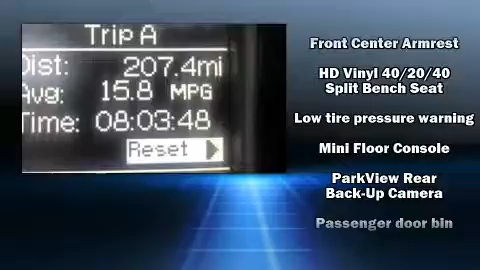 Trip A
Dist: 207.4mi
Avg: 15.8 MPG
Time: 08:03:48
Reset
Front Center Armrest
HD Vinyl 40/20/40
Split Bench Seat
Low tire pressure warning
Mini Floor Console
ParkView Rear
Back-Up Camera
Passenger door bin